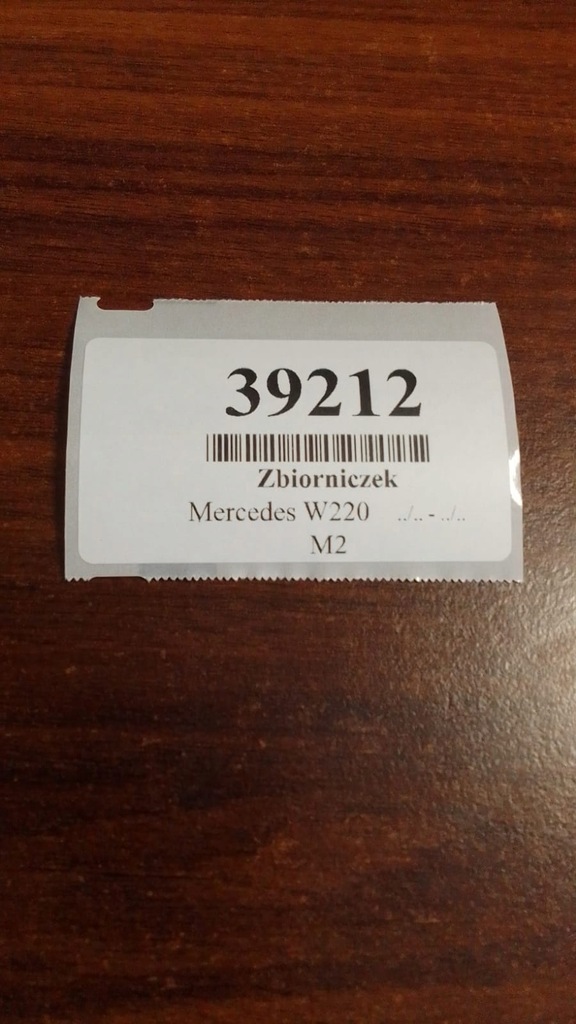 39212
Zbiorniczek
Mercedes W220 ../.. - ../..
M2